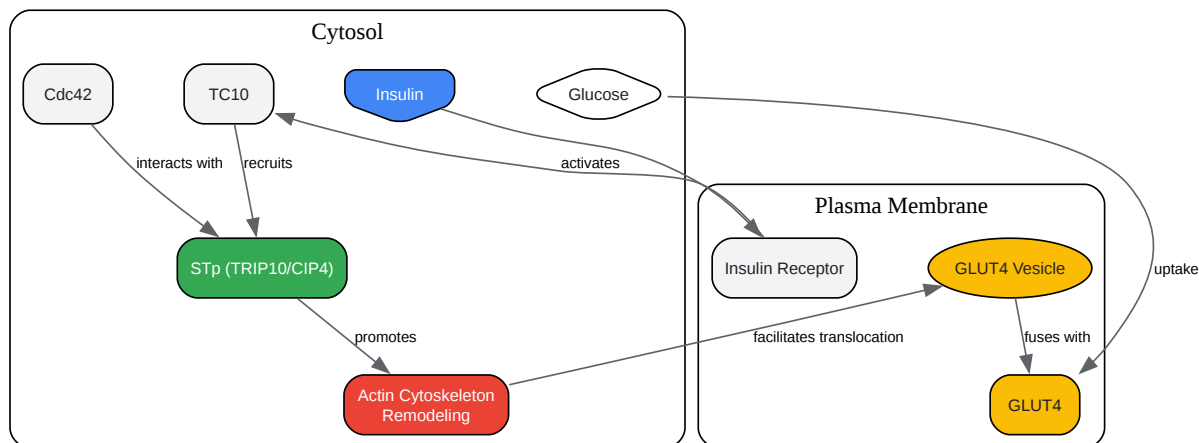 Cytosol
Cdc42
TC10
Insulin
Glucose
interacts with
recruits
activates
Plasma Membrane
STp (TRIP10/CIP4)
Insulin Receptor
GLUT4 Vesicle
uptake
promotes
facilitates translocation
fuses with
Actin Cytoskeleton
Remodeling
GLUT4